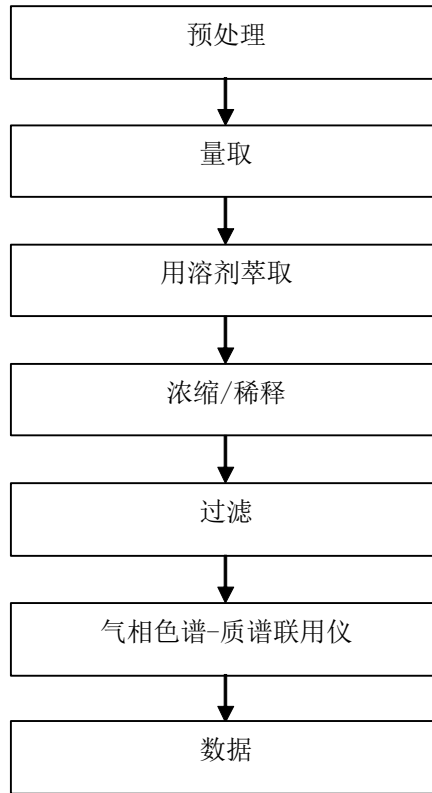 预处理
量取
用溶剂萃取
浓缩/稀释
过滤
气相色谱-质谱联用仪
数据